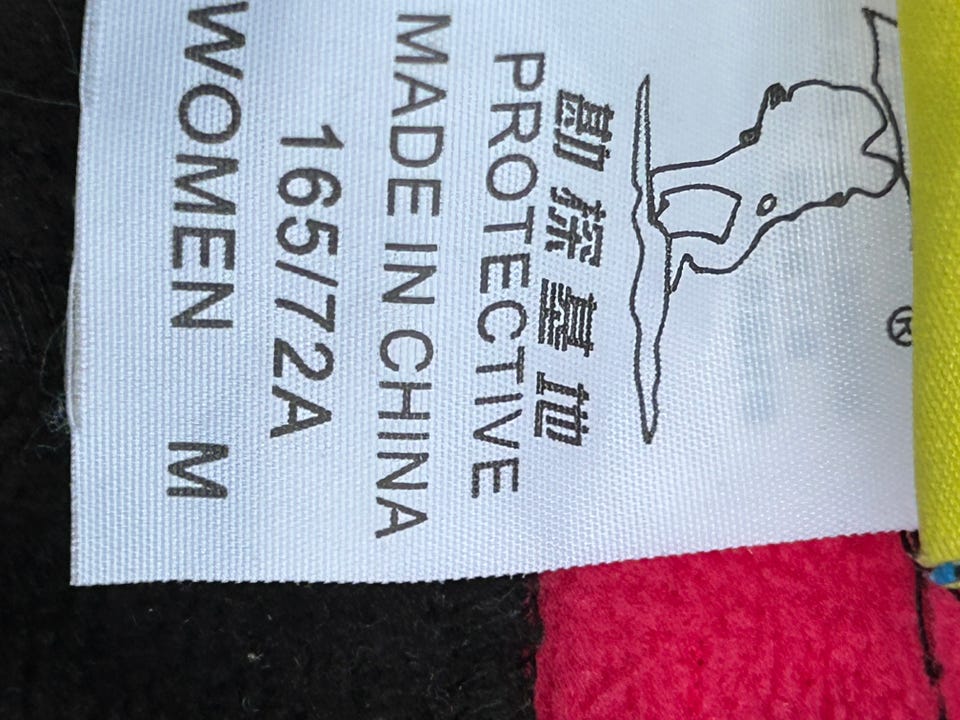 ®
勘探基地
PROTECTIVE
MADE IN CHINA
165/72A
WOMEN M